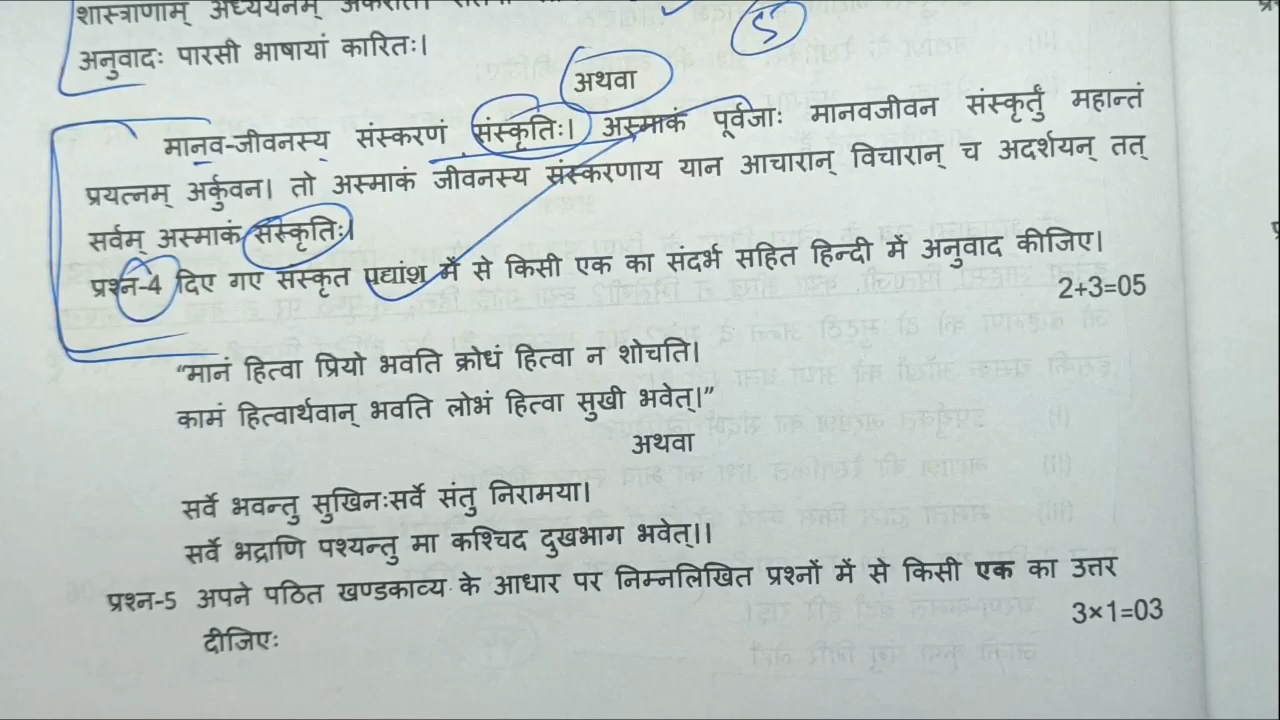 शास्त्राणाम् अध्ययनम्
अनुवादः पारसी भाषायां कारितः।
5
अथवा
मानव-जीवनस्य संस्करणं संस्कृतिः। अस्माकं पूर्वजाः मानवजीवन संस्कृर्तुं महान्तं
प्रयत्नम् अर्कुवन। तो अस्माकं जीवनस्य संस्करणाय यान आचारान् विचारान् च अदर्शयन् तत्
सर्वम् अस्माकं संस्कृतिः।
प्रश्न-4 दिए गए संस्कृत पद्यांश में से किसी एक का संदर्भ सहित हिन्दी में अनुवाद कीजिए।
2+3=05
“मानं हित्वा प्रियो भवति क्रोधं हित्वा न शोचति।
कामं हित्वार्थवान् भवति लोभं हित्वा सुखी भवेत्।”
अथवा
सर्वे भवन्तु सुखिनःसर्वे संतु निरामया।
सर्वे भद्राणि पश्यन्तु मा कश्चिद दुखभाग भवेत्।।
प्रश्न-5 अपने पठित खण्डकाव्य के आधार पर निम्नलिखित प्रश्नों में से किसी एक का उत्तर
दीजिएः
3×1=03